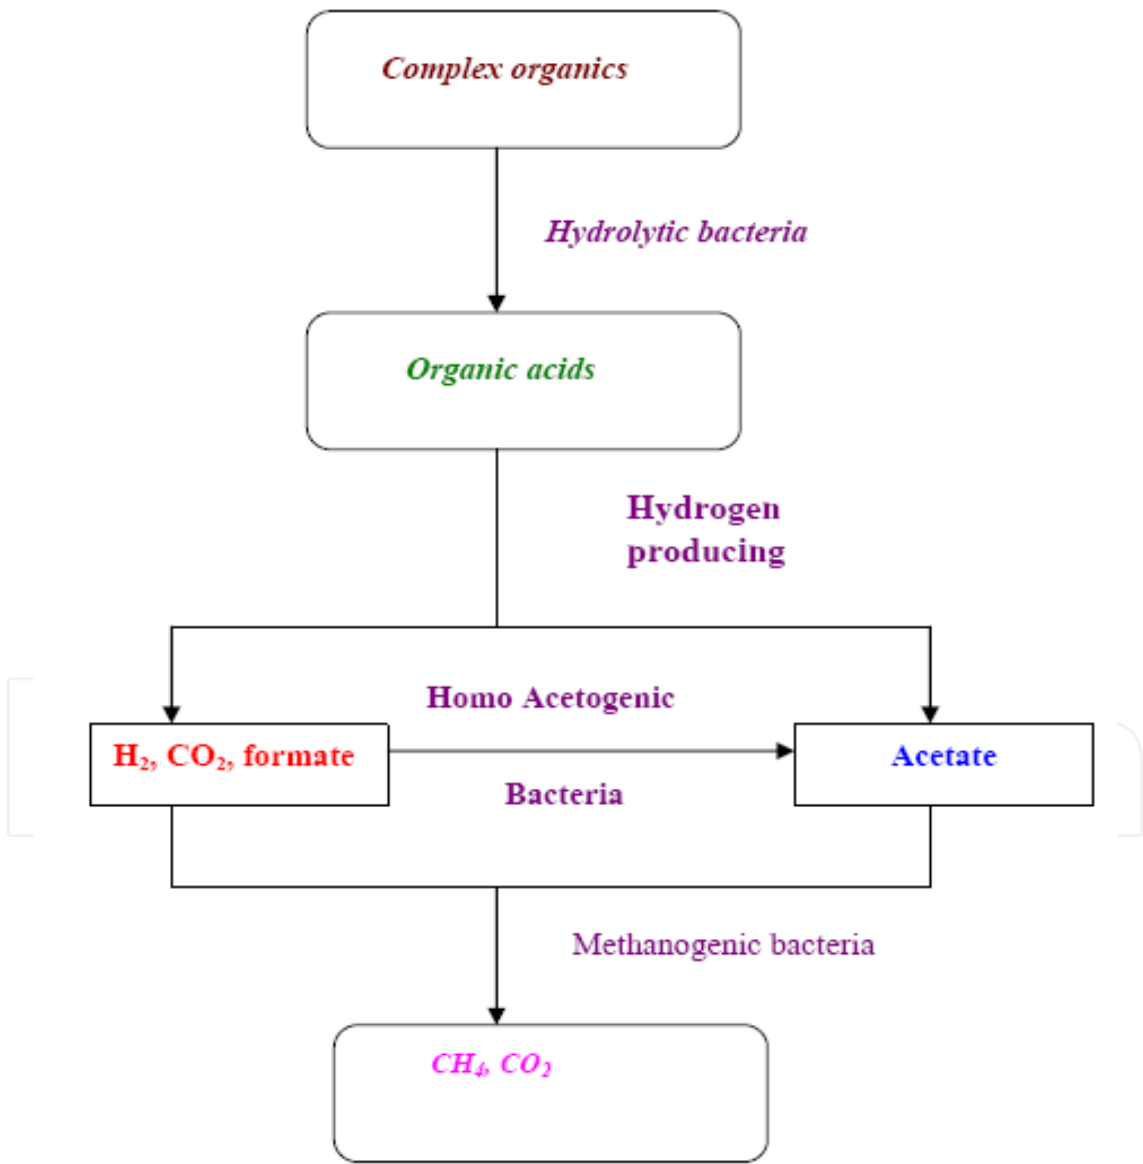 Complex organics
Hydrolytic bacteria
Organic acids
Hydrogen
producing
Homo Acetogenic
H₂, CO₂, formate
Acetate
Bacteria
Methanogenic bacteria
CH₄, CO₂